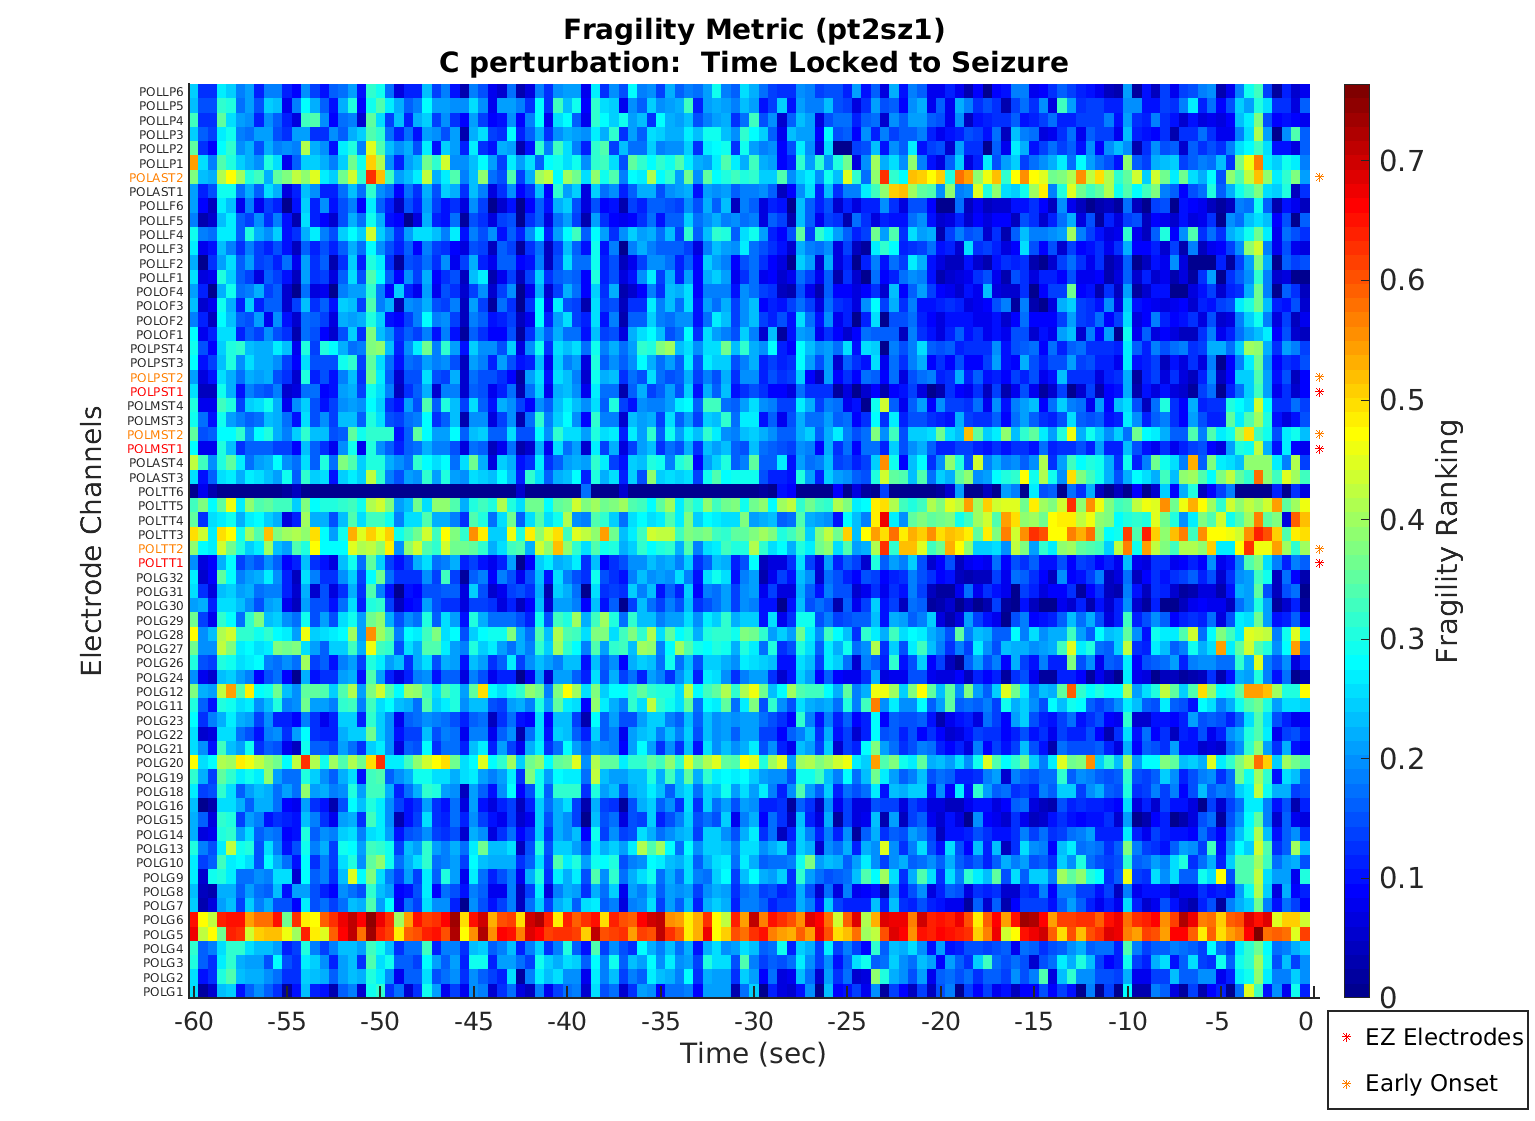 Fragility Metric (pt2sz1)
C perturbation:  Time Locked to Seizure
Electrode Channels
POLLP6
POLLP5
POLLP4
POLLP3
POLLP2
POLLP1
POLAST2
POLAST1
POLLF6
POLLF5
POLLF4
POLLF3
POLLF2
POLLF1
POLOF4
POLOF3
POLOF2
POLOF1
POLPST4
POLPST3
POLPST2
POLPST1
POLMST4
POLMST3
POLMST2
POLMST1
POLAST4
POLAST3
POLTT6
POLTT5
POLTT4
POLTT3
POLTT2
POLTT1
POLG32
POLG31
POLG30
POLG29
POLG28
POLG27
POLG26
POLG24
POLG12
POLG11
POLG23
POLG22
POLG21
POLG20
POLG19
POLG18
POLG16
POLG15
POLG14
POLG13
POLG10
POLG9
POLG8
POLG7
POLG6
POLG5
POLG4
POLG3
POLG2
POLG1
-60 -55 -50 -45 -40 -35 -30 -25 -20 -15 -10 -5 0
Time (sec)
0.7
0.6
0.5
0.4
0.3
0.2
0.1
0
Fragility Ranking
EZ Electrodes
Early Onset